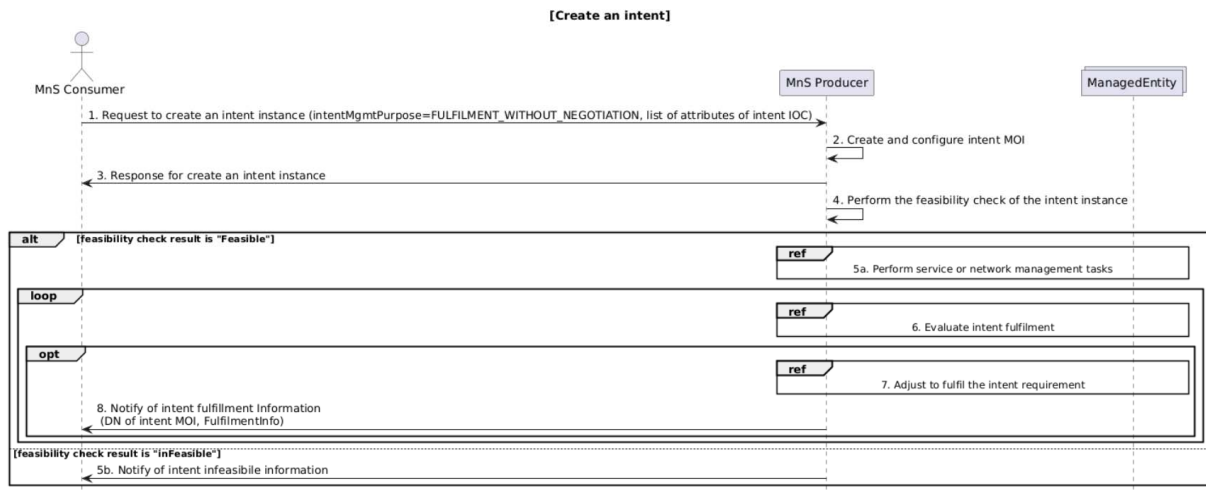 [Create an intent]
MnS Consumer
MnS Producer
ManagedEntity
1. Request to create an intent instance (intentMgmtPurpose=FULFILMENT_WITHOUT_NEGOTIATION, list of attributes of intent IOC)
2. Create and configure intent MOI
3. Response for create an intent instance
4. Perform the feasibility check of the intent instance
alt [feasibility check result is "Feasible"]
ref
5a. Perform service or network management tasks
loop
ref
6. Evaluate intent fulfilment
opt
ref
7. Adjust to fulfil the intent requirement
8. Notify of intent fulfillment Information
(DN of intent MOI, FulfilmentInfo)
[feasibility check result is "inFeasible"]
5b. Notify of intent infeasibile information